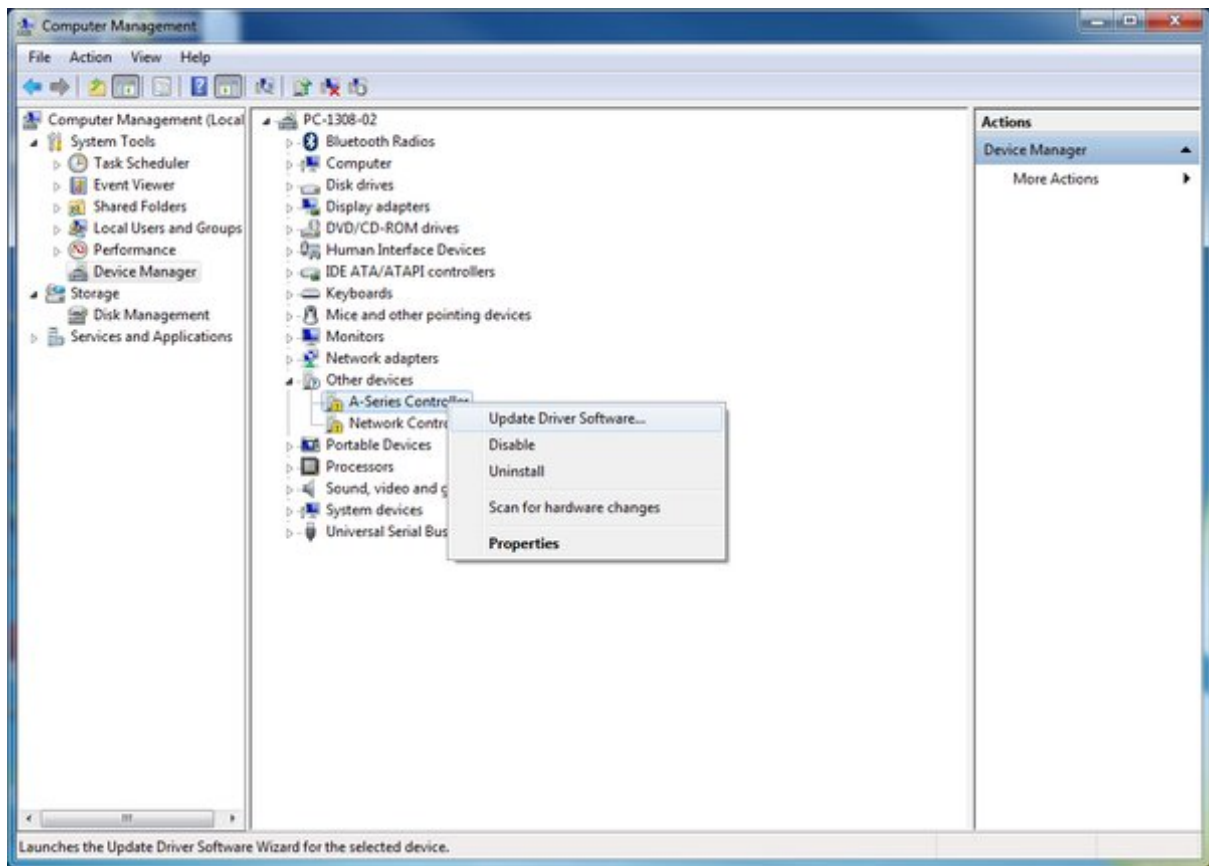 Computer Management
File Action View Help
Computer Management (Local
System Tools
Task Scheduler
Event Viewer
Shared Folders
Local Users and Groups
Performance
Device Manager
Storage
Disk Management
Services and Applications
PC-1308-02
Bluetooth Radios
Computer
Disk drives
Display adapters
DVD/CD-ROM drives
Human Interface Devices
IDE ATA/ATAPI controllers
Keyboards
Mice and other pointing devices
Monitors
Network adapters
Other devices
A-Series Controller
Network Contro
Portable Devices
Processors
Sound, video and g
System devices
Universal Serial Bus
Update Driver Software...
Disable
Uninstall
Scan for hardware changes
Properties
Actions
Device Manager
More Actions
Launches the Update Driver Software Wizard for the selected device.